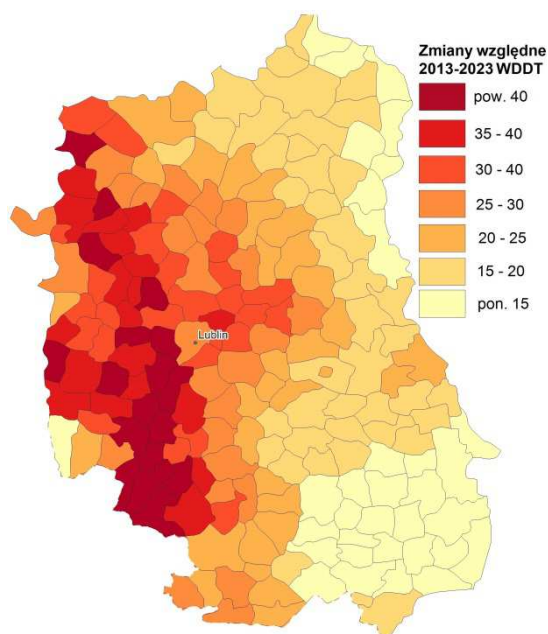 Zmiany względne
2013-2023 WDDT
pow. 40
35 - 40
30 - 40
25 - 30
20 - 25
15 - 20
pon. 15
Lublin